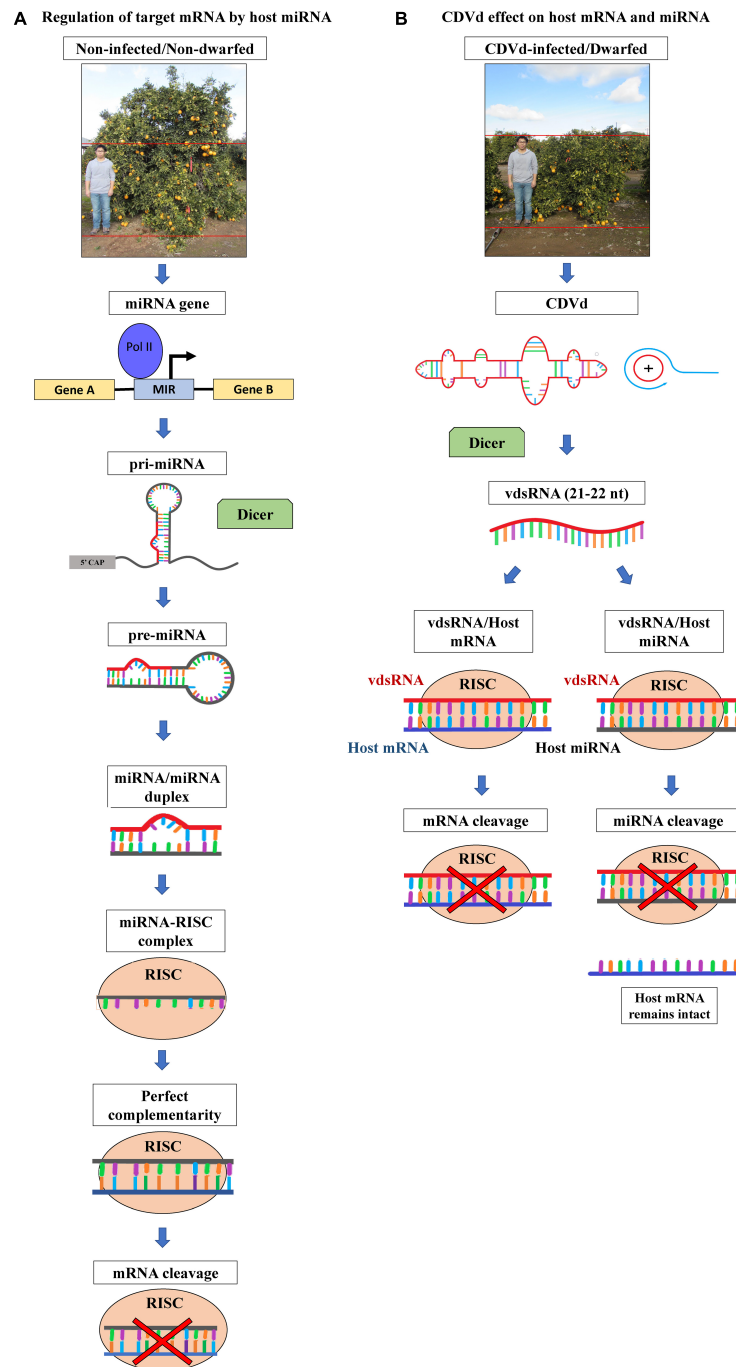 A Regulation of target mRNA by host miRNA
Non-infected/Non-dwarfed
miRNA gene
Pol II
Gene A
MIR
Gene B
pri-miRNA
Dicer
5' CAP
pre-miRNA
miRNA/miRNA
duplex
miRNA-RISC
complex
RISC
Perfect
complementarity
RISC
mRNA cleavage
RISC
B CDVd effect on host mRNA and miRNA
CDVd-infected/Dwarfed
CDVd
+
Dicer
vdsRNA (21-22 nt)
vdsRNA/Host
mRNA
vdsRNA
RISC
Host mRNA
mRNA cleavage
RISC
vdsRNA/Host
miRNA
vdsRNA
RISC
Host miRNA
miRNA cleavage
RISC
Host mRNA
remains intact